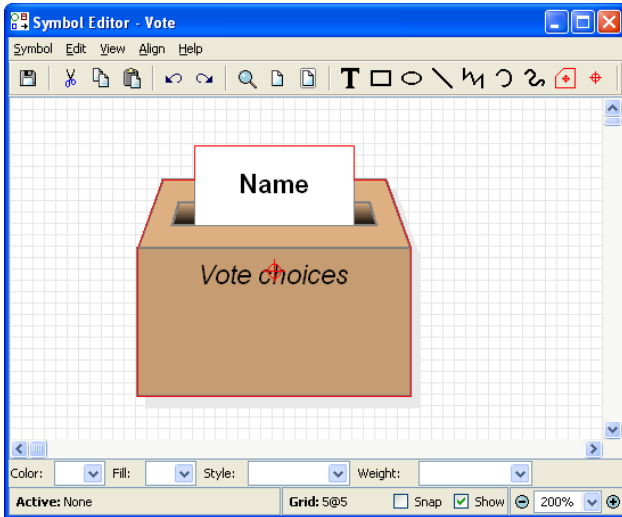 Symbol Editor - Vote
Symbol Edit View Align Help
T
Name
Vote choices
Color: Fill: Style: Weight:
Active: None Grid: 5@5 Snap Show 200%